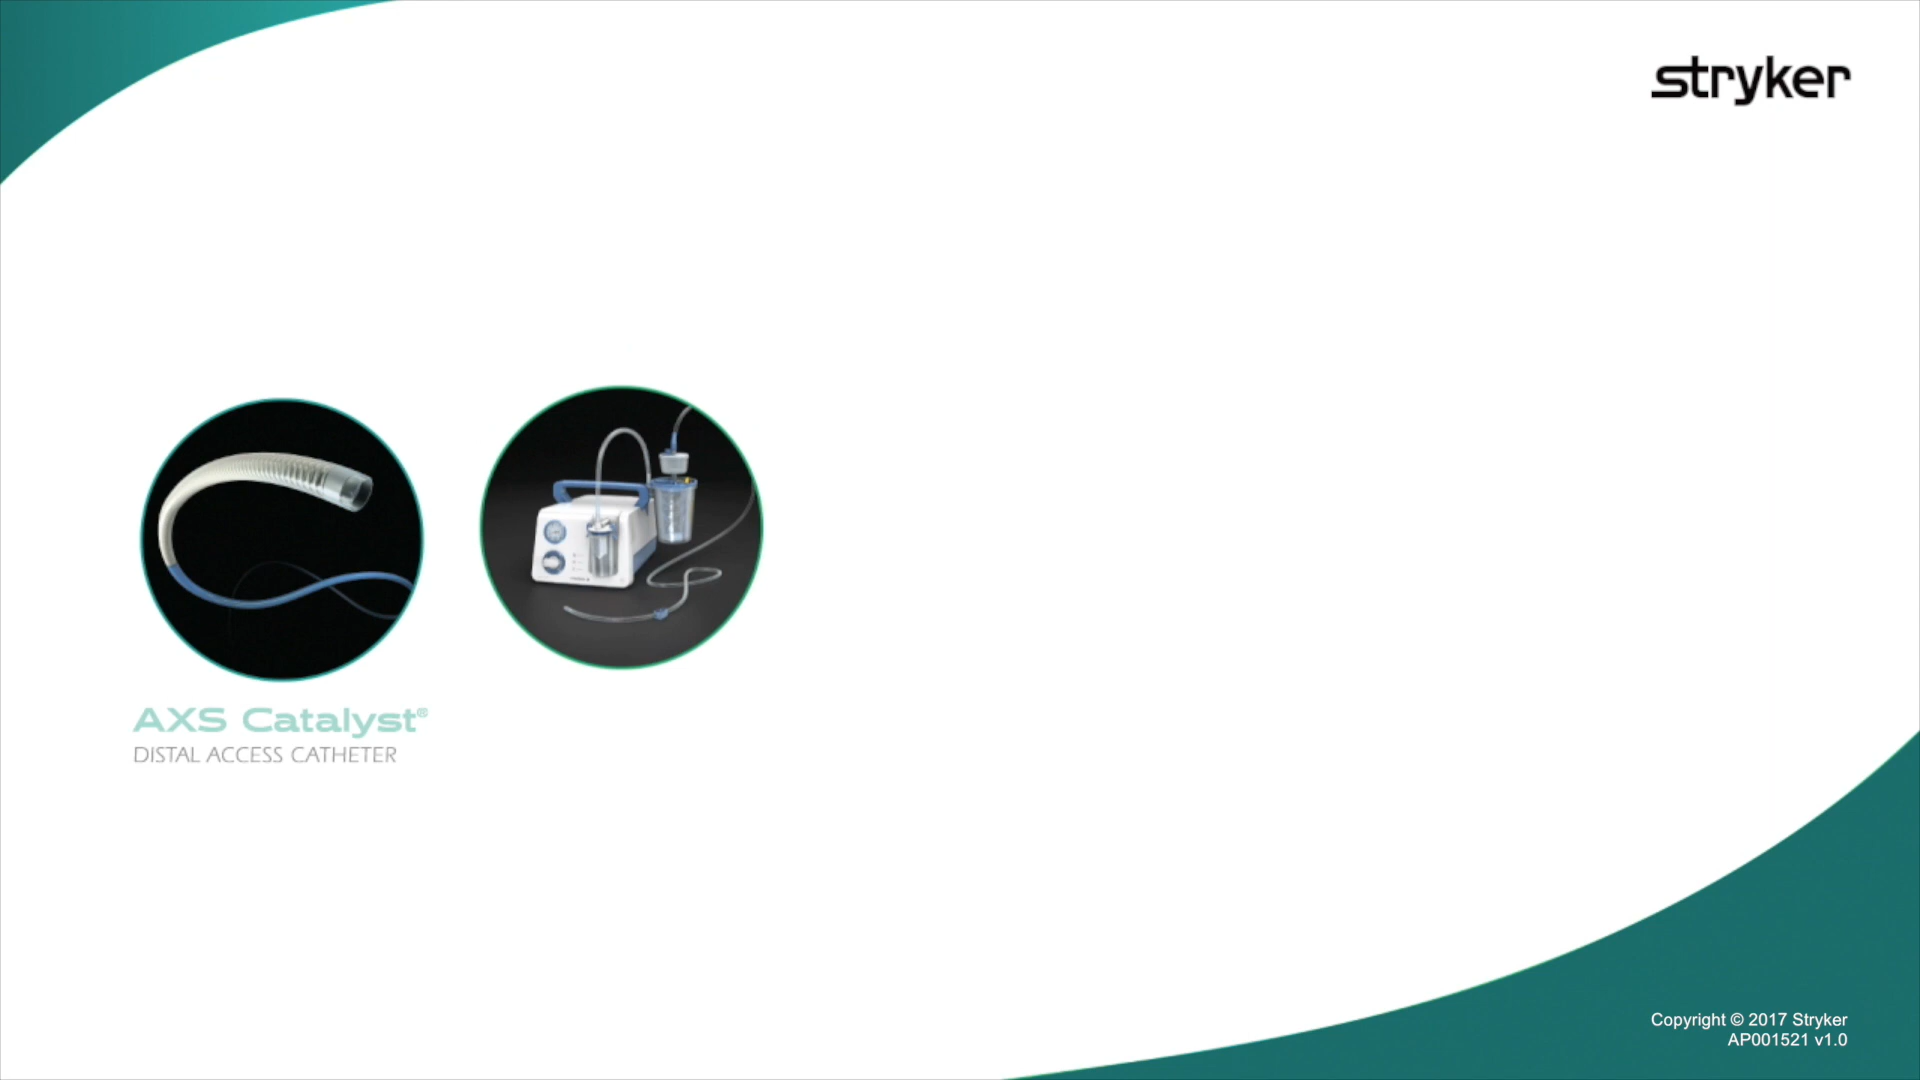 stryker
AXS Catalyst®
DISTAL ACCESS CATHETER
Copyright © 2017 Stryker
AP001521 v1.0